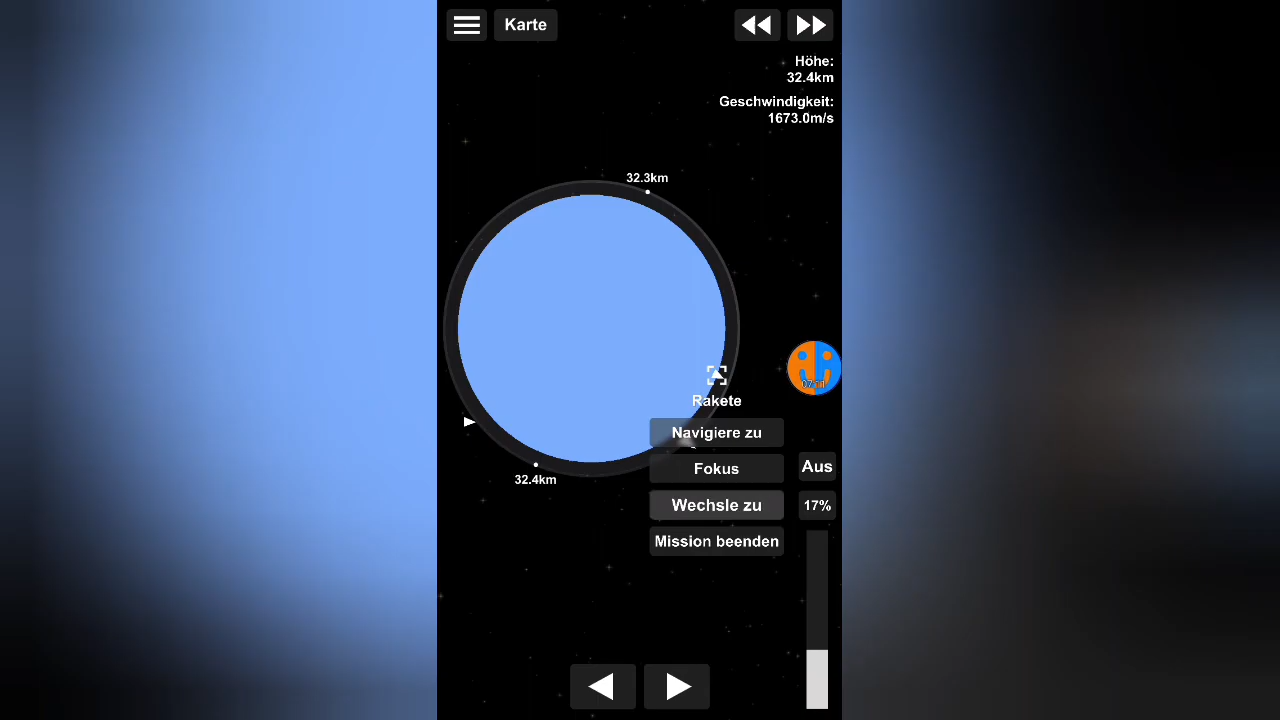 Karte
Höhe:
32.4km
Geschwindigkeit:
1673.0m/s
32.3km
Rakete
Navigiere zu
Fokus
Aus
Wechsle zu
17%
32.4km
Mission beenden